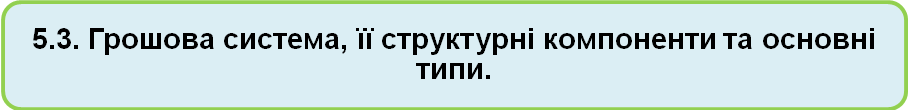 5.3. Грошова система, її структурні компоненти та основні
типи.